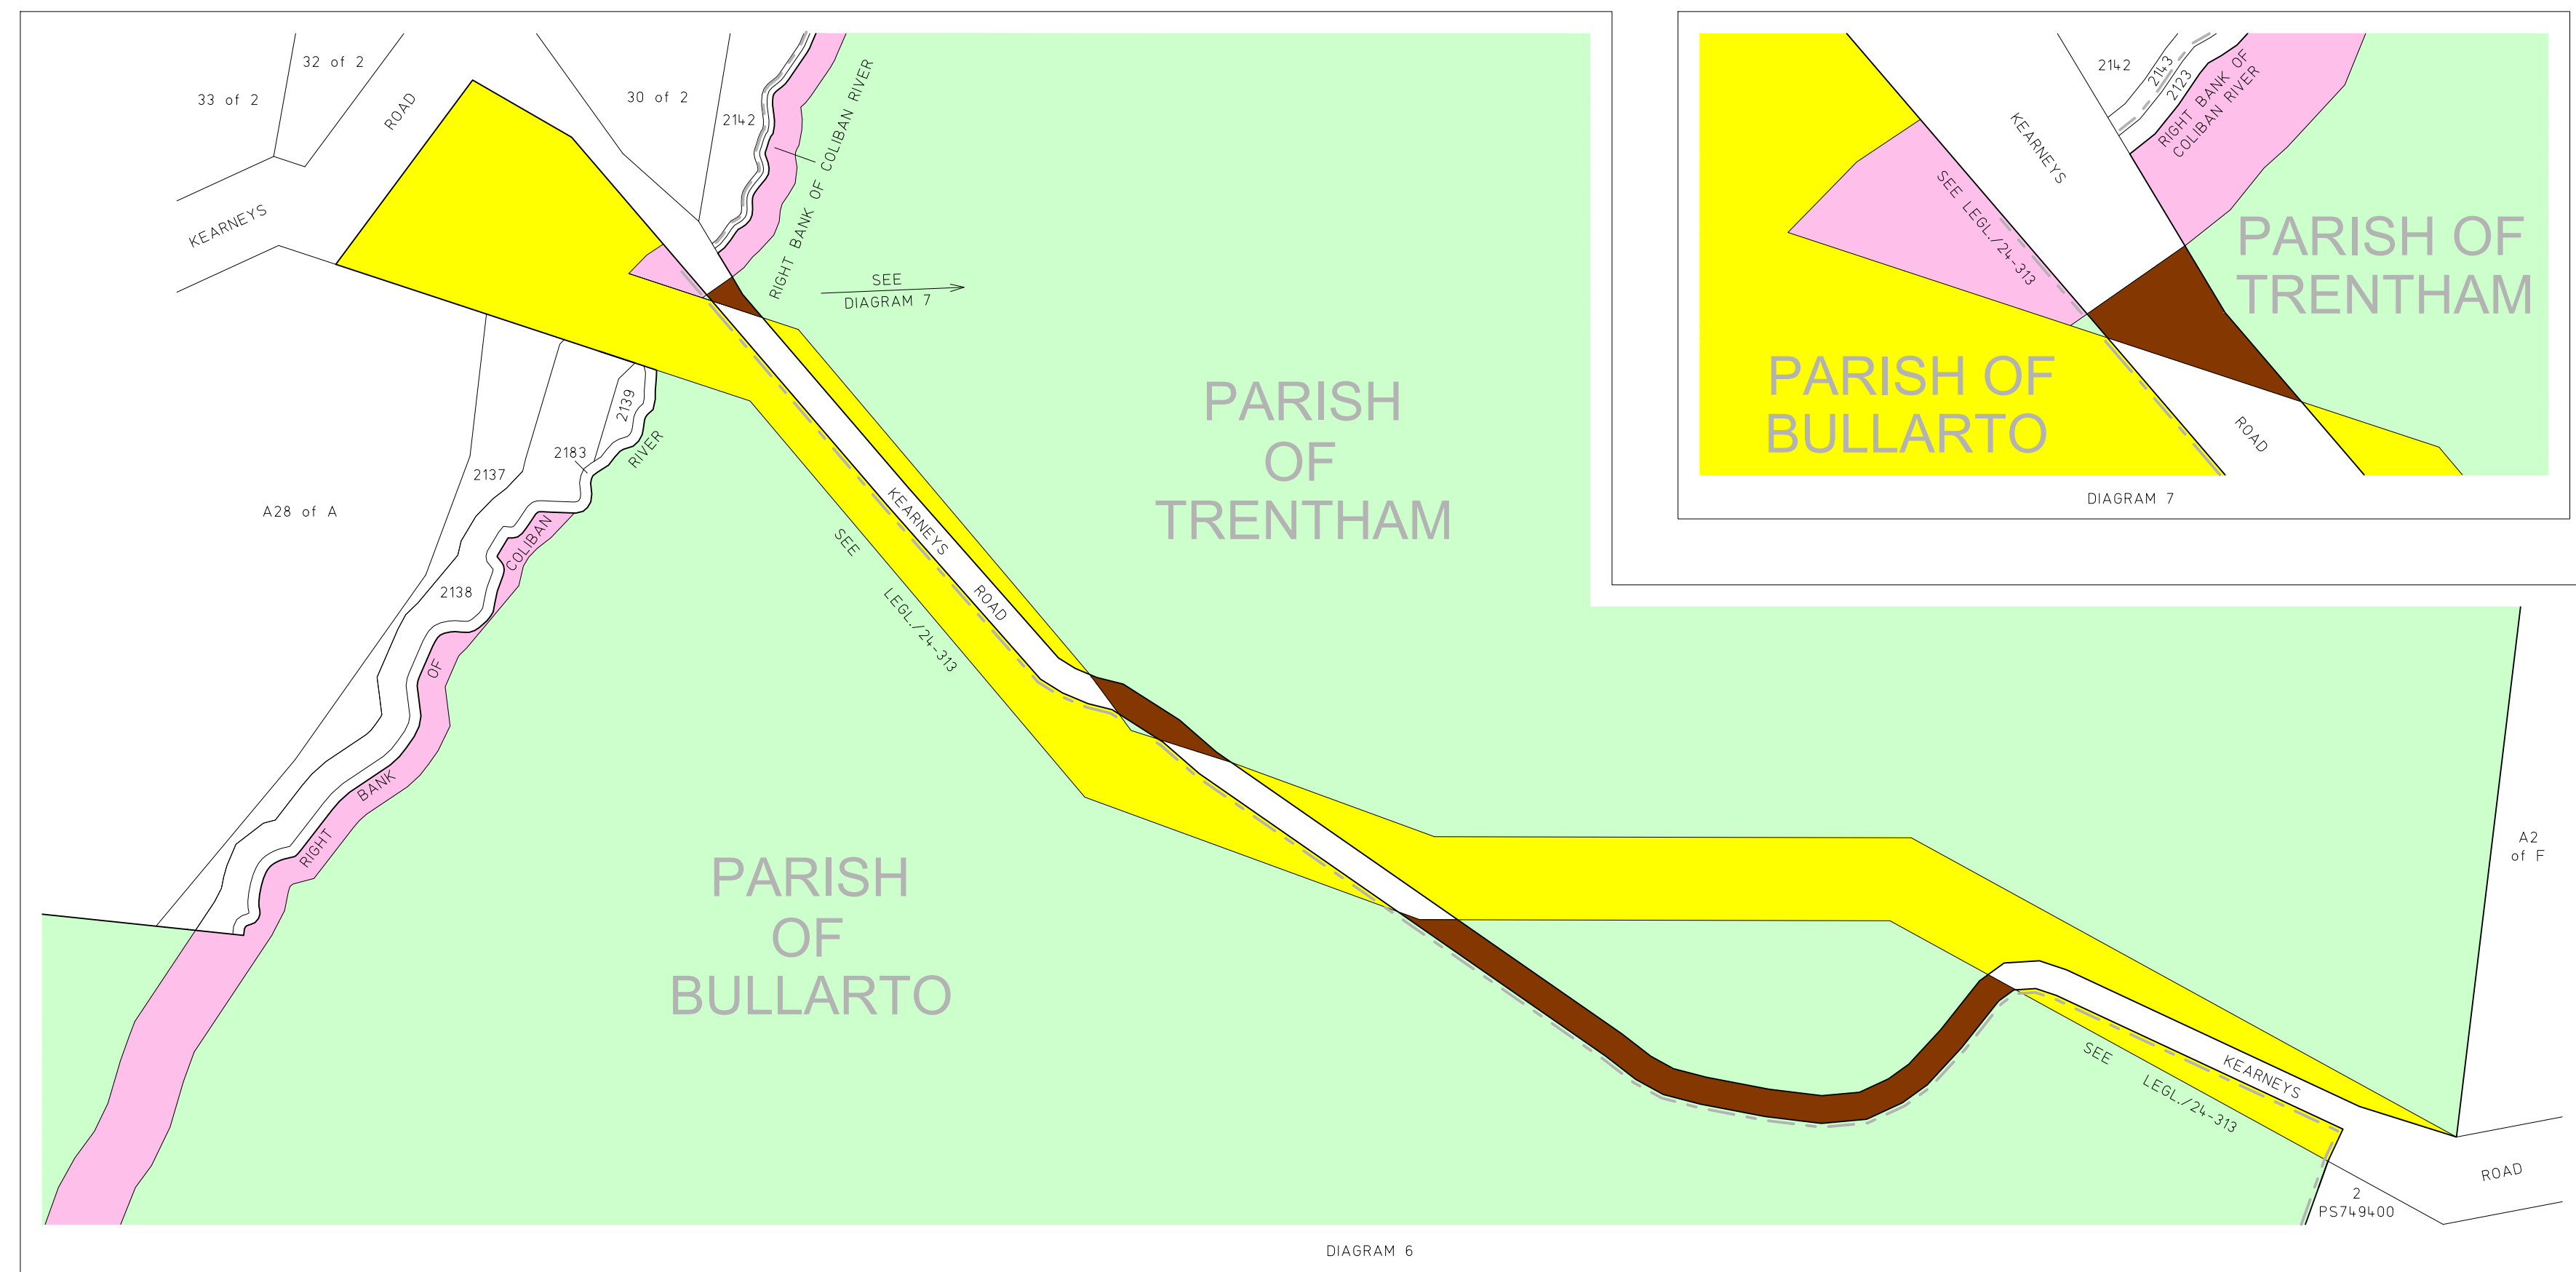 33 of 2
32 of 2
ROAD
KEARNEYS
30 of 2
2142
RIGHT BANK OF COLIBAN RIVER
SEE
DIAGRAM 7
PARISH
OF
TRENTHAM
A28 of A
2137
2183
2139
2138
RIVER
COLIBAN
OF
BANK
RIGHT
KEARNEYS
ROAD
SEE
LEGL./24-313
PARISH
OF
BULLARTO
SEE
LEGL./24-313
KEARNEYS
ROAD
A2
of F
2
PS749400
DIAGRAM 6
2142
2143
2123
RIGHT BANK OF
COLIBAN RIVER
KEARNEYS
SEE LEGL./24-313
PARISH OF
TRENTHAM
PARISH OF
BULLARTO
ROAD
DIAGRAM 7